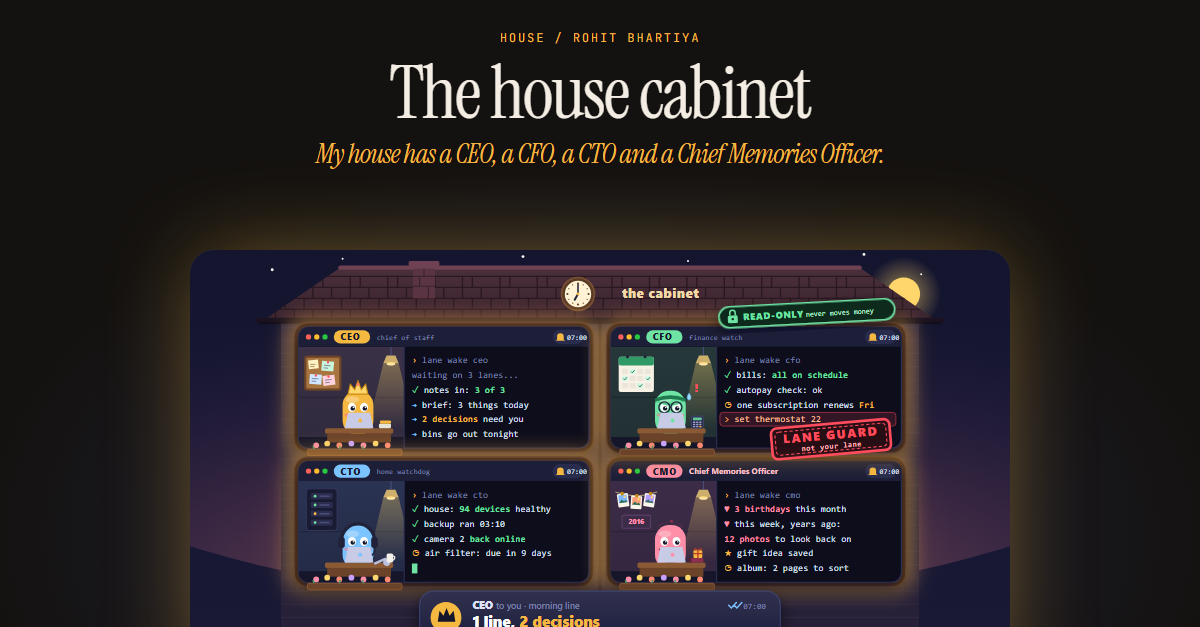 HOUSE / ROHIT BHARTIYA
The house cabinet
My house has a CEO, a CFO, a CTO and a Chief Memories Officer.
the cabinet
READ-ONLY never moves money
CEO chief of staff 07:00
› lane wake ceo
waiting on 3 lanes...
✓ notes in: 3 of 3
→ brief: 3 things today
→ 2 decisions need you
→ bins go out tonight
CFO finance watch 07:00
› lane wake cfo
✓ bills: all on schedule
✓ autopay check: ok
one subscription renews Fri
› set thermostat 22
LANE GUARD
not your lane
CTO home watchdog 07:00
› lane wake cto
✓ house: 94 devices healthy
✓ backup ran 03:10
✓ camera 2 back online
air filter: due in 9 days
CMO Chief Memories Officer 07:00
2016
› lane wake cmo
♥ 3 birthdays this month
♥ this week, years ago:
12 photos to look back on
★ gift idea saved
album: 2 pages to sort
CEO to you · morning line 07:00
1 line, 2 decisions